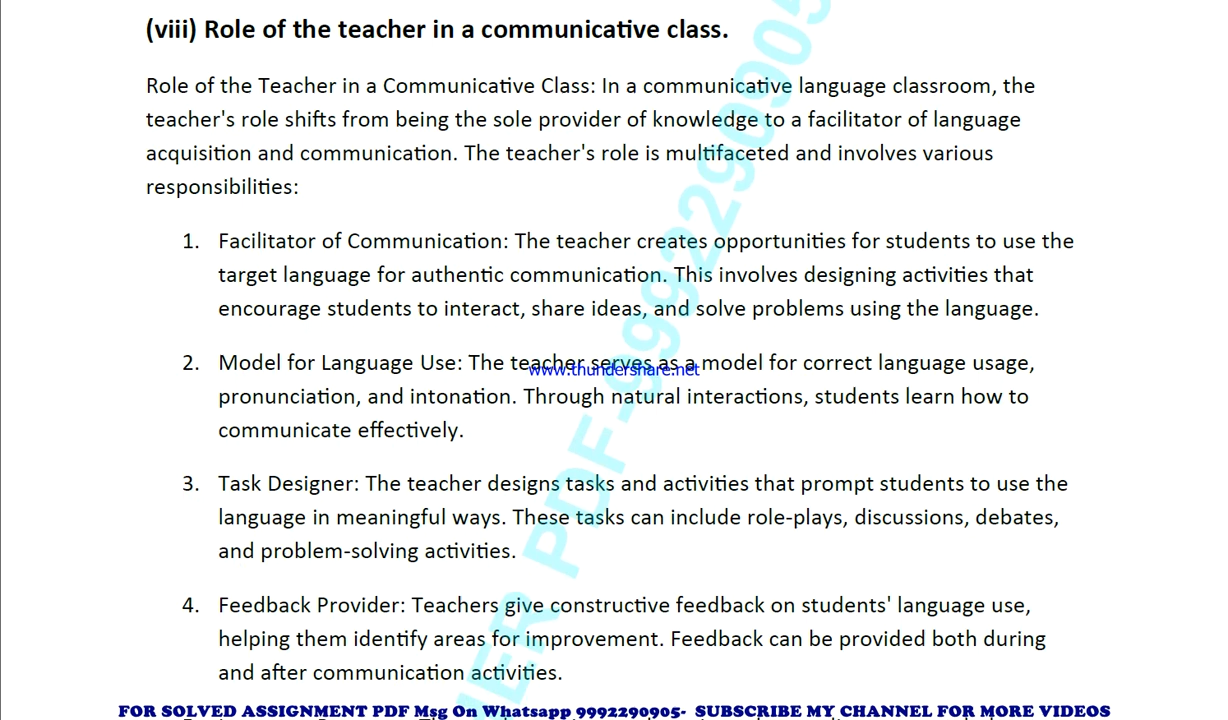 (viii) Role of the teacher in a communicative class.
Role of the Teacher in a Communicative Class: In a communicative language classroom, the
teacher's role shifts from being the sole provider of knowledge to a facilitator of language
acquisition and communication. The teacher's role is multifaceted and involves various
responsibilities:
1. Facilitator of Communication: The teacher creates opportunities for students to use the
target language for authentic communication. This involves designing activities that
encourage students to interact, share ideas, and solve problems using the language.
2. Model for Language Use: The teacher serves as a model for correct language usage,
www.thundershare.net
pronunciation, and intonation. Through natural interactions, students learn how to
communicate effectively.
3. Task Designer: The teacher designs tasks and activities that prompt students to use the
language in meaningful ways. These tasks can include role-plays, discussions, debates,
and problem-solving activities.
4. Feedback Provider: Teachers give constructive feedback on students' language use,
helping them identify areas for improvement. Feedback can be provided both during
and after communication activities.
PDF-9992290905
FOR SOLVED ASSIGNMENT PDF Msg On Whatsapp 9992290905- SUBSCRIBE MY CHANNEL FOR MORE VIDEOS